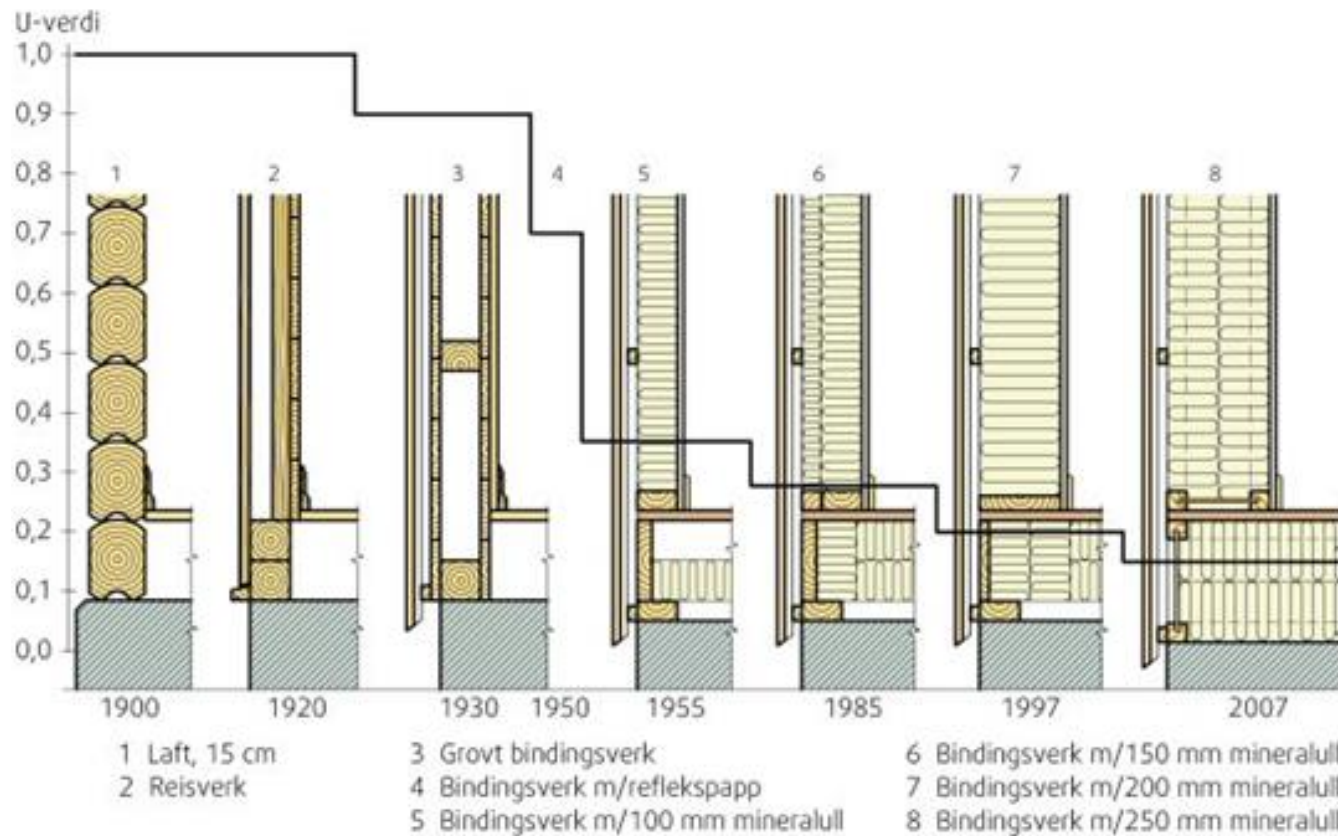 U-verdi
1,0
0,9
0,8
0,7
0,6
0,5
0,4
0,3
0,2
0,1
0,0
1 2 3 4 5 6 7 8
1900 1920 1930 1950 1955 1985 1997 2007
1 Laft, 15 cm
2 Reisverk
3 Grovt bindingsverk
4 Bindingsverk m/reflekspapp
5 Bindingsverk m/100 mm mineralull
6 Bindingsverk m/150 mm mineralull
7 Bindingsverk m/200 mm mineralull
8 Bindingsverk m/250 mm mineralull